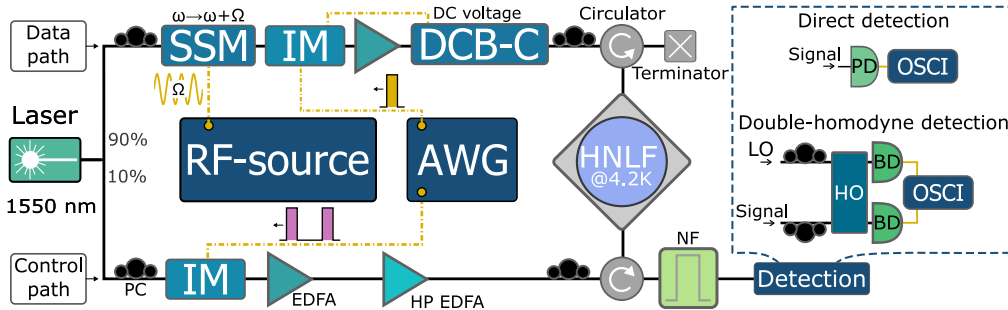 Data
path
ω→ω+Ω
SSM
IM
DC voltage
DCB-C
Circulator
Terminator
Ω
Laser
1550 nm
90%
10%
RF-source
AWG
HNLF
@4.2K
Control
path
PC
IM
EDFA
HP EDFA
NF
Detection
Direct detection
Signal
PD
OSCI
Double-homodyne detection
LO
Signal
HO
BD
BD
OSCI